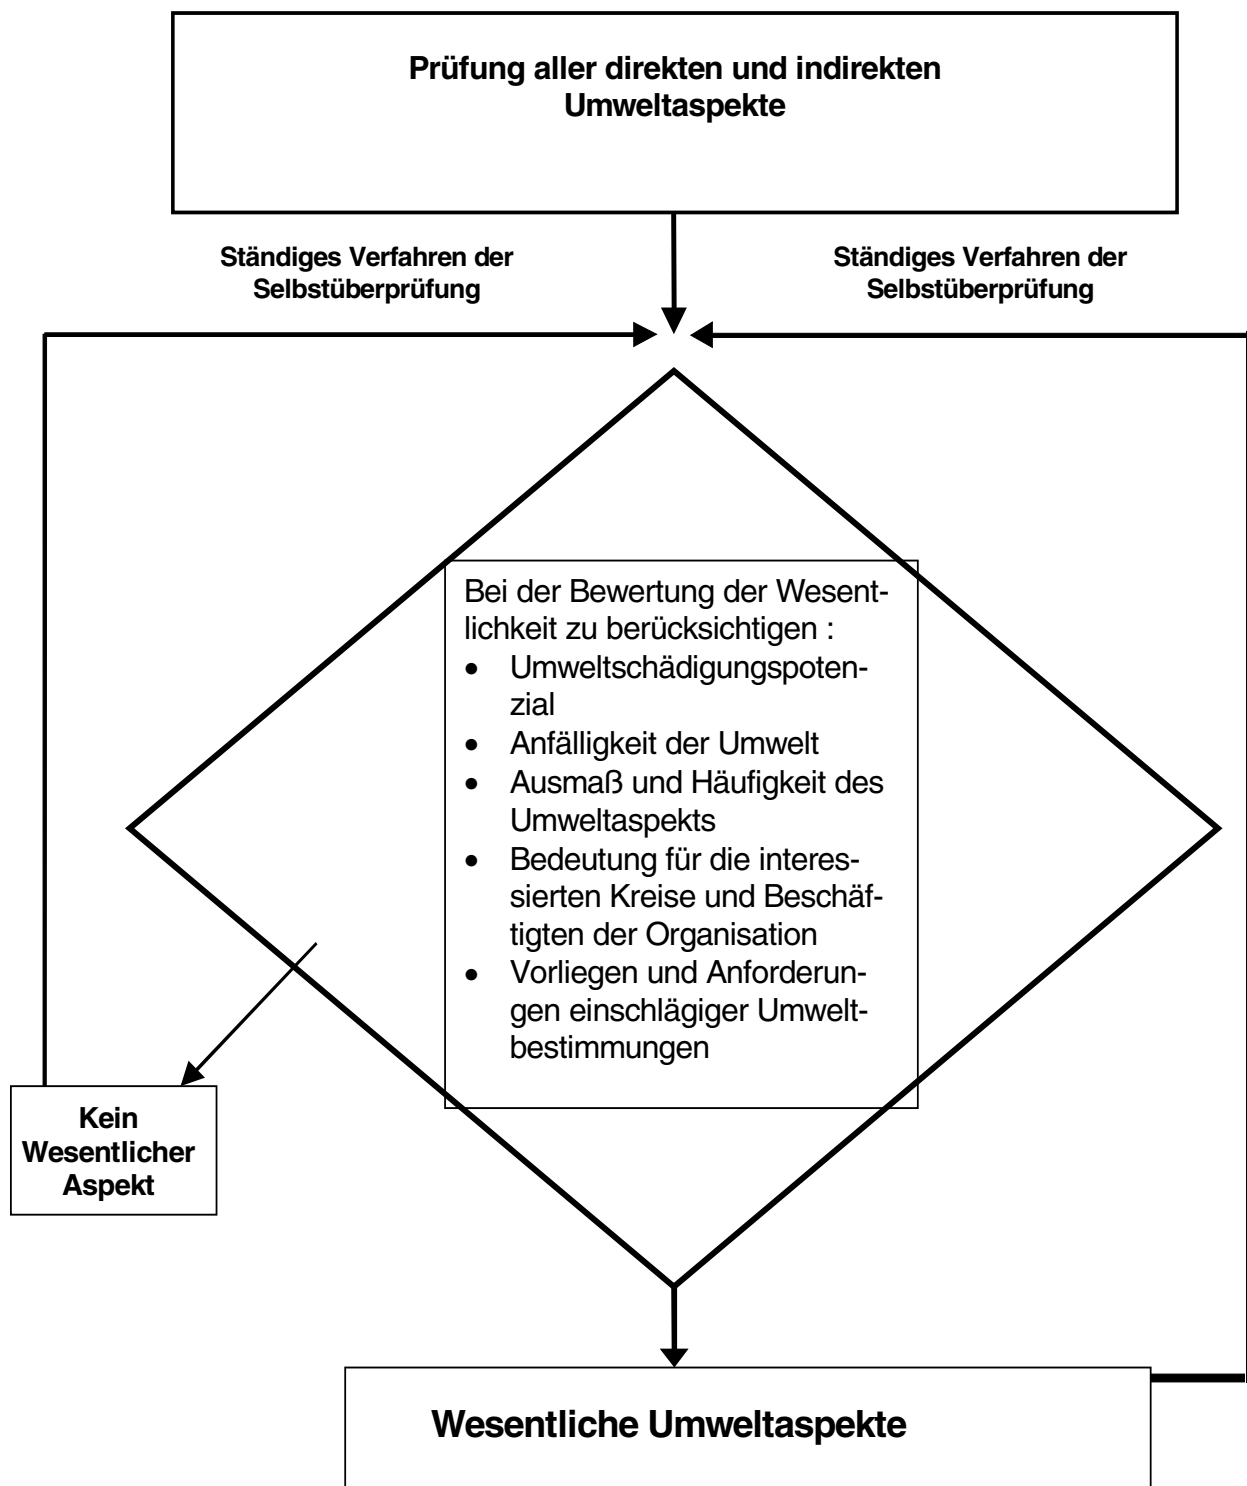 Prüfung aller direkten und indirekten
Umweltaspekte
Ständiges Verfahren der
Selbstüberprüfung
Ständiges Verfahren der
Selbstüberprüfung
Bei der Bewertung der Wesent-
lichkeit zu berücksichtigen :
• Umweltschädigungspoten-
zial
• Anfälligkeit der Umwelt
• Ausmaß und Häufigkeit des
Umweltaspekts
• Bedeutung für die interes-
sierten Kreise und Beschäf-
tigten der Organisation
• Vorliegen und Anforderun-
gen einschlägiger Umwelt-
bestimmungen
Kein
Wesentlicher
Aspekt
Wesentliche Umweltaspekte